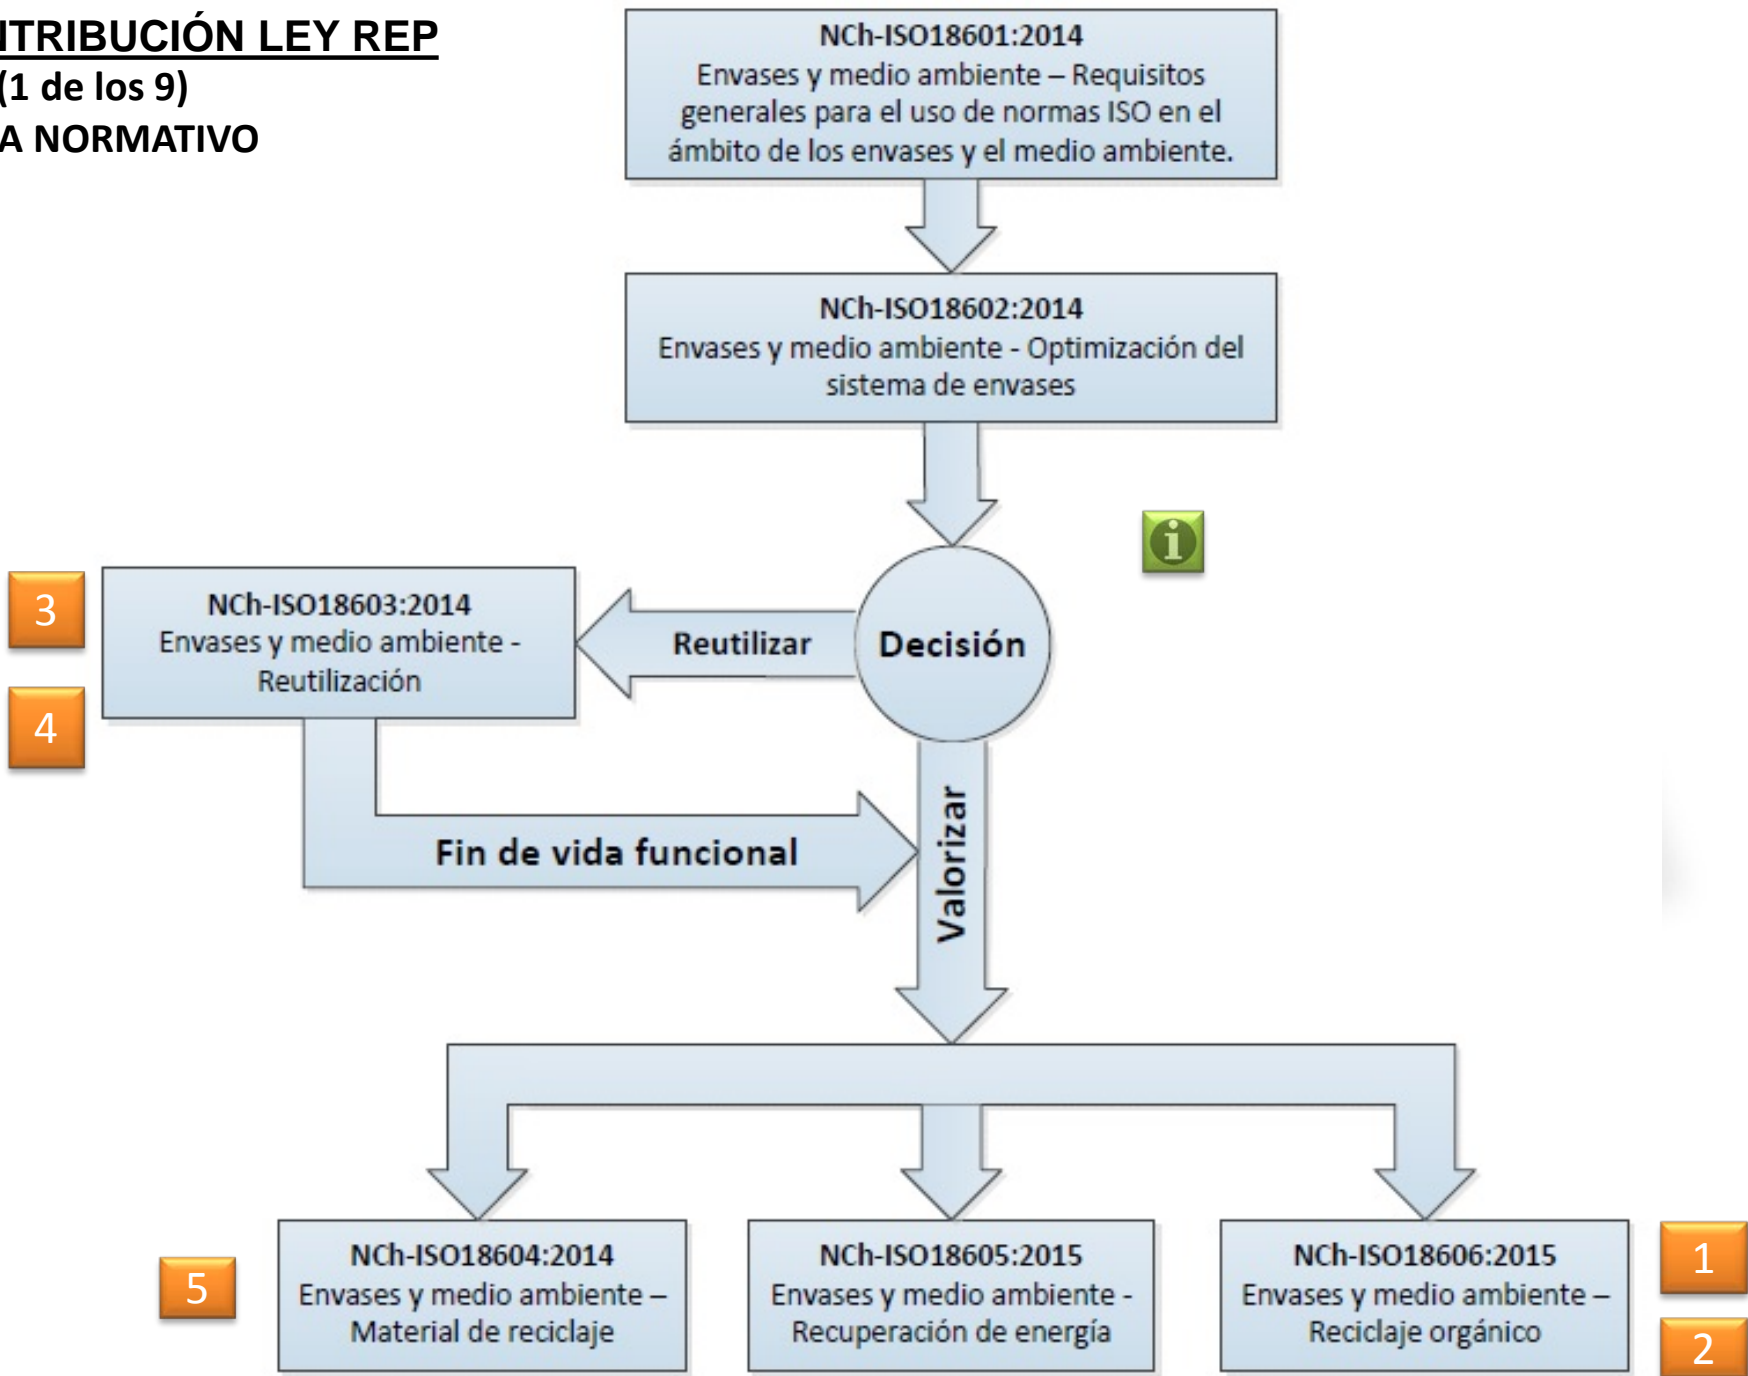 NTRIBUCIÓN LEY REP
(1 de los 9)
A NORMATIVO
NCh-ISO18601:2014
Envases y medio ambiente – Requisitos
generales para el uso de normas ISO en el
ámbito de los envases y el medio ambiente.
NCh-ISO18602:2014
Envases y medio ambiente - Optimización del
sistema de envases
i
3
4
NCh-ISO18603:2014
Envases y medio ambiente -
Reutilización
Reutilizar
Decisión
Fin de vida funcional
Valorizar
5
NCh-ISO18604:2014
Envases y medio ambiente –
Material de reciclaje
NCh-ISO18605:2015
Envases y medio ambiente -
Recuperación de energía
NCh-ISO18606:2015
Envases y medio ambiente –
Reciclaje orgánico
1
2